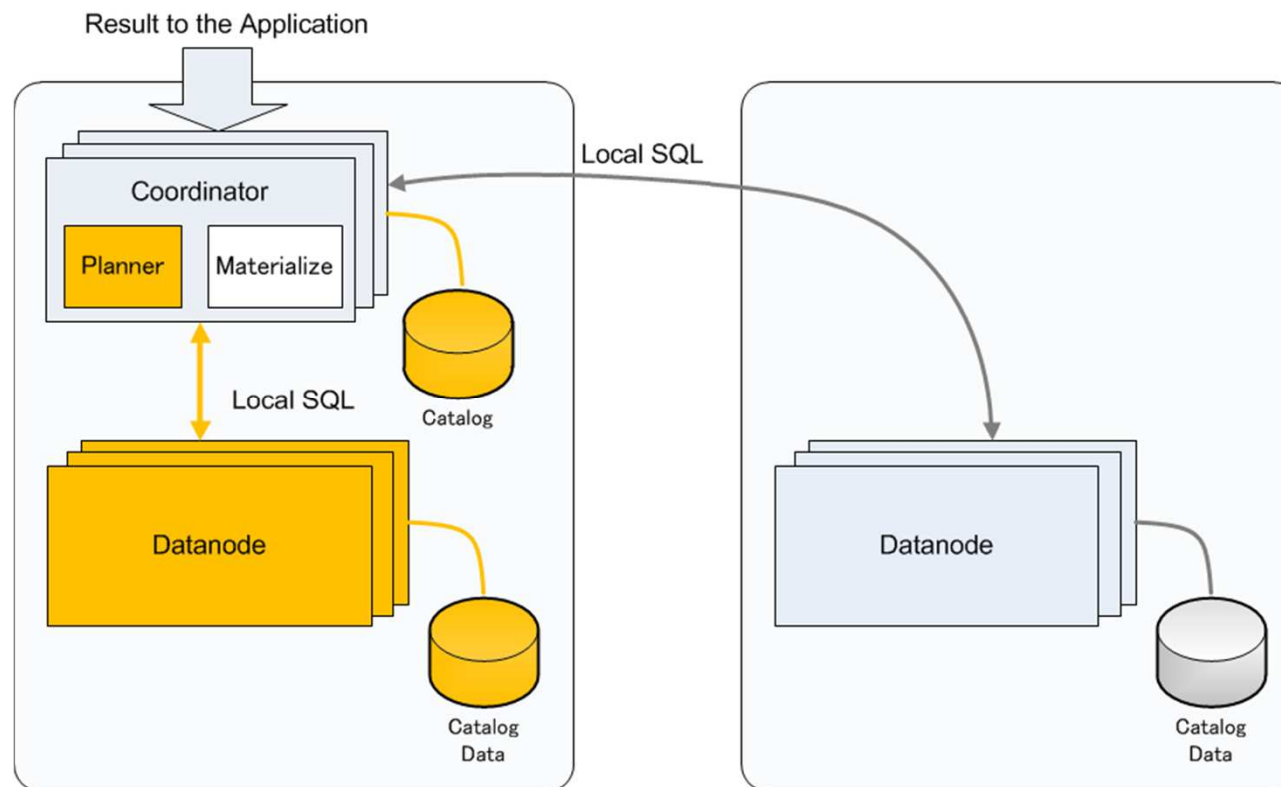 Result to the Application
Local SQL
Coordinator
Planner
Materialize
Local SQL
Catalog
Datanode
Datanode
Catalog
Data
Catalog
Data